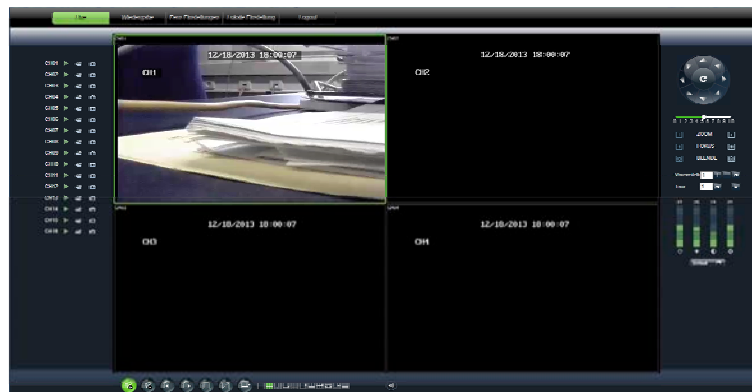 Live
Wiedergabe
Fern Einstellungen
Lokale Einstellung
Logout
CH01
CH02
CH03
CH04
CH05
CH06
CH07
CH08
CH09
CH10
CH11
CH12
CH13
CH14
CH15
CH16
12/18/2013 18:00:07
CH1
12/18/2013 18:00:07
CH2
12/18/2013 18:00:07
CH3
12/18/2013 18:00:07
CH4
ZOOM
FOKUS
BLENDE